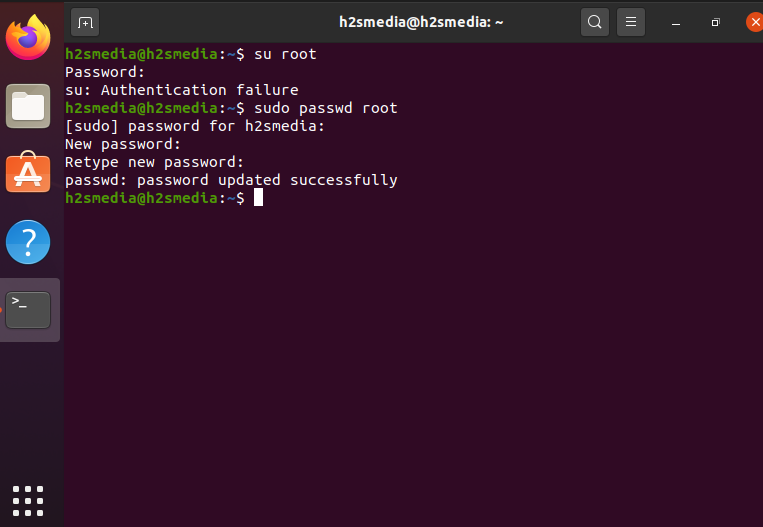 h2smedia@h2smedia: ~
h2smedia@h2smedia:~$ su root
Password:
su: Authentication failure
h2smedia@h2smedia:~$ sudo passwd root
[sudo] password for h2smedia:
New password:
Retype new password:
passwd: password updated successfully
h2smedia@h2smedia:~$